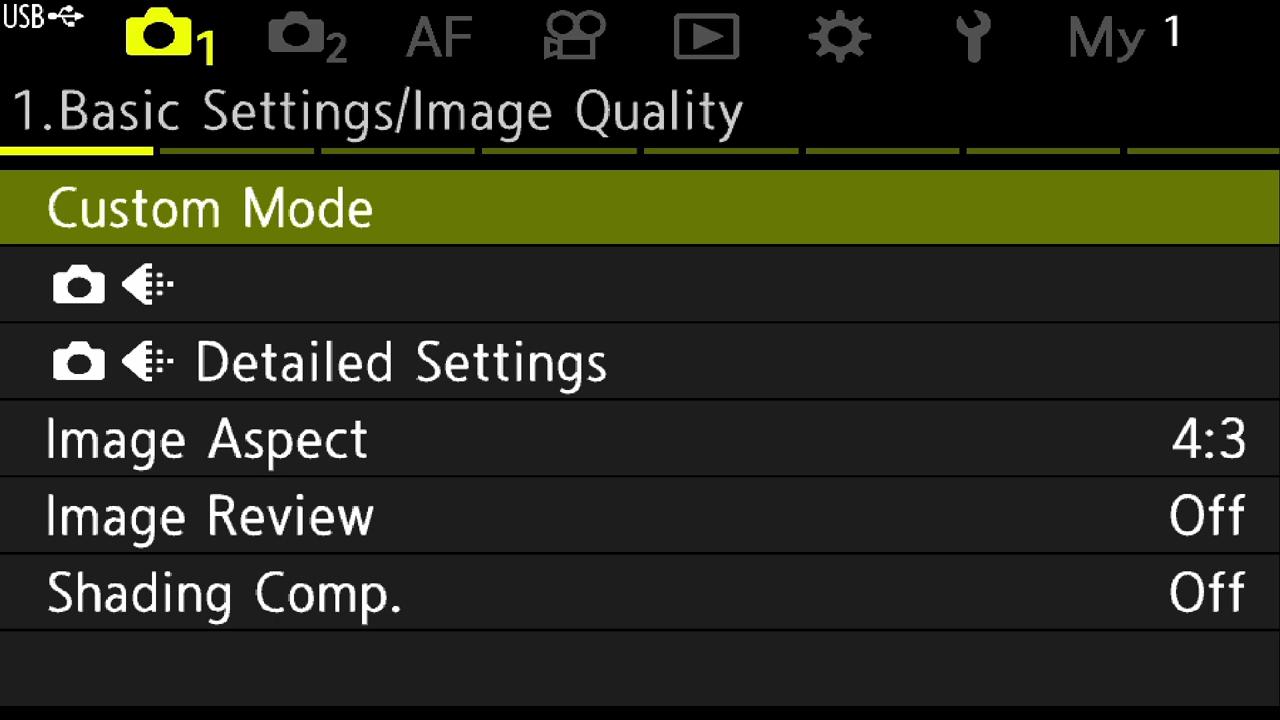 USB
1 2 AF My 1
1.Basic Settings/Image Quality
Custom Mode
Detailed Settings
Image Aspect 4:3
Image Review Off
Shading Comp. Off